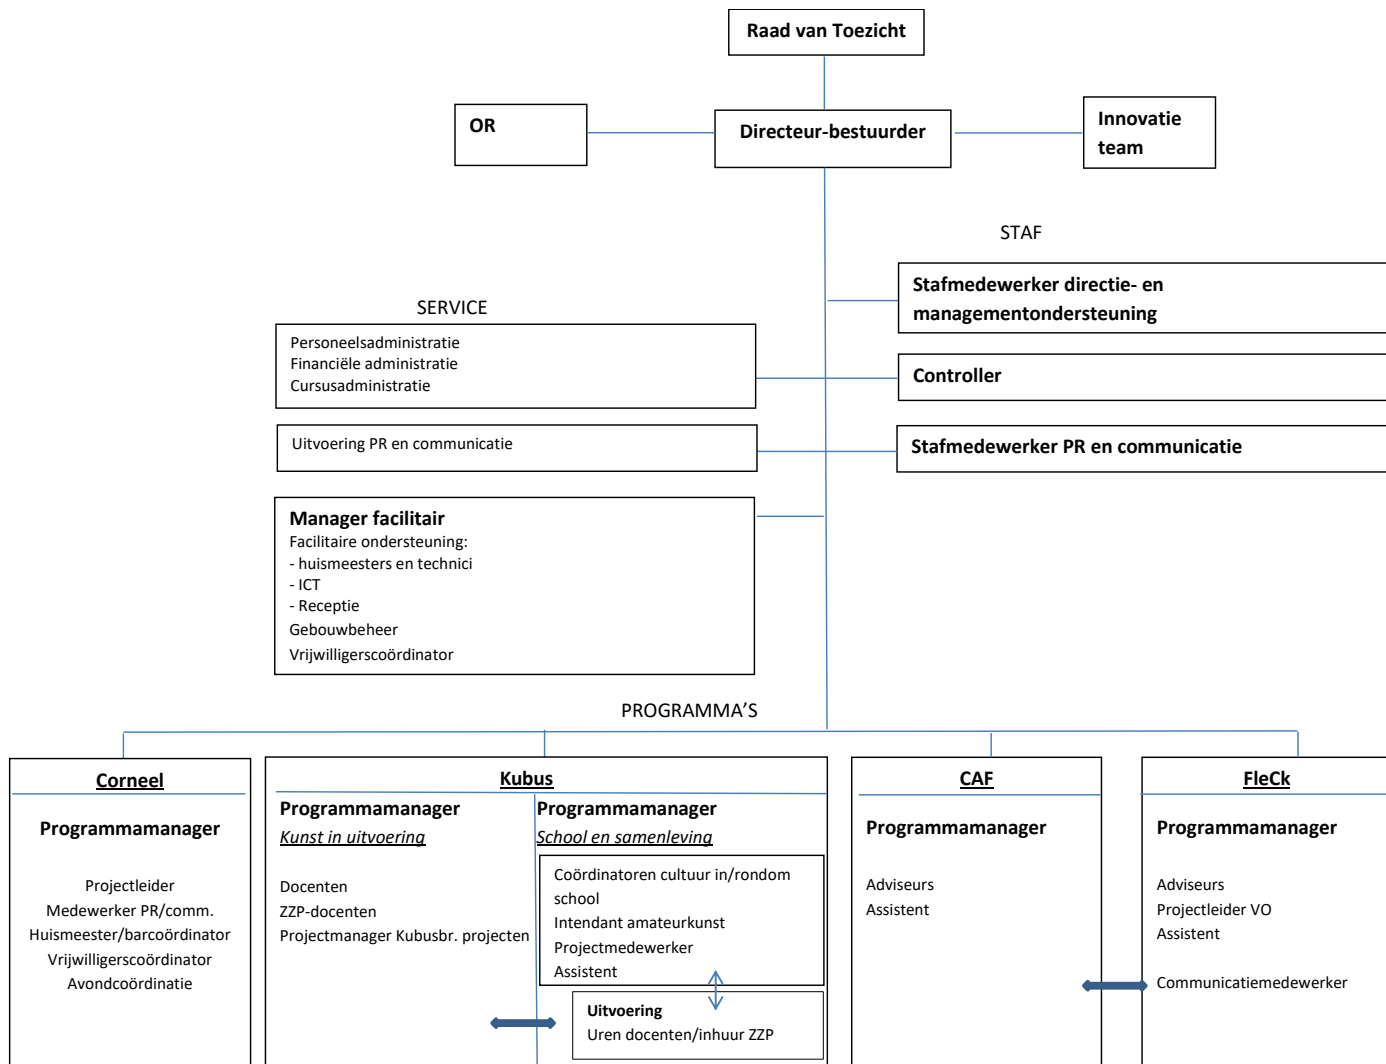 Raad van Toezicht
OR
Directeur-bestuurder
Innovatie
team
STAF
Stafmedewerker directie- en
managementondersteuning
SERVICE
Personeelsadministratie
Financiële administratie
Cursusadministratie
Controller
Uitvoering PR en communicatie
Stafmedewerker PR en communicatie
Manager facilitair
Facilitaire ondersteuning:
- huismeesters en technici
- ICT
- Receptie
Gebouwbeheer
Vrijwilligerscoördinator
PROGRAMMA’S
Corneel
Programmamanager
Projectleider
Medewerker PR/comm.
Huismeester/barcoördinator
Vrijwilligerscoördinator
Avondcoördinatie
Kubus
Programmamanager
Kunst in uitvoering
Docenten
ZZP-docenten
Projectmanager Kubusbr. projecten
Programmamanager
School en samenleving
Coördinatoren cultuur in/rondom
school
Intendant amateurkunst
Projectmedewerker
Assistent
Uitvoering
Uren docenten/inhuur ZZP
CAF
Programmamanager
Adviseurs
Assistent
FleCk
Programmamanager
Adviseurs
Projectleider VO
Assistent
Communicatiemedewerker